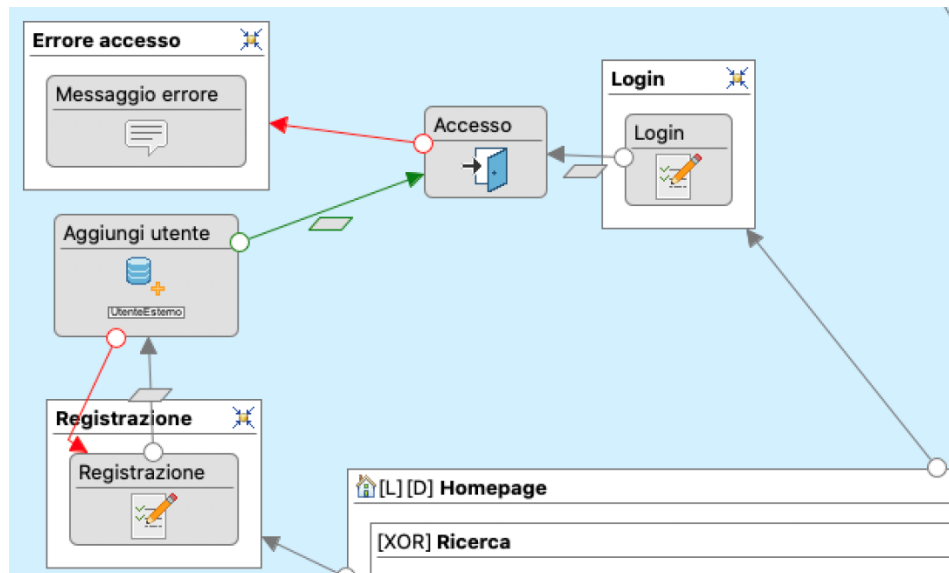 Errore accesso
Messaggio errore
Accesso
Login
Login
Aggiungi utente
UtenteEsterno
Registrazione
Registrazione
[L][D] Homepage
[XOR] Ricerca